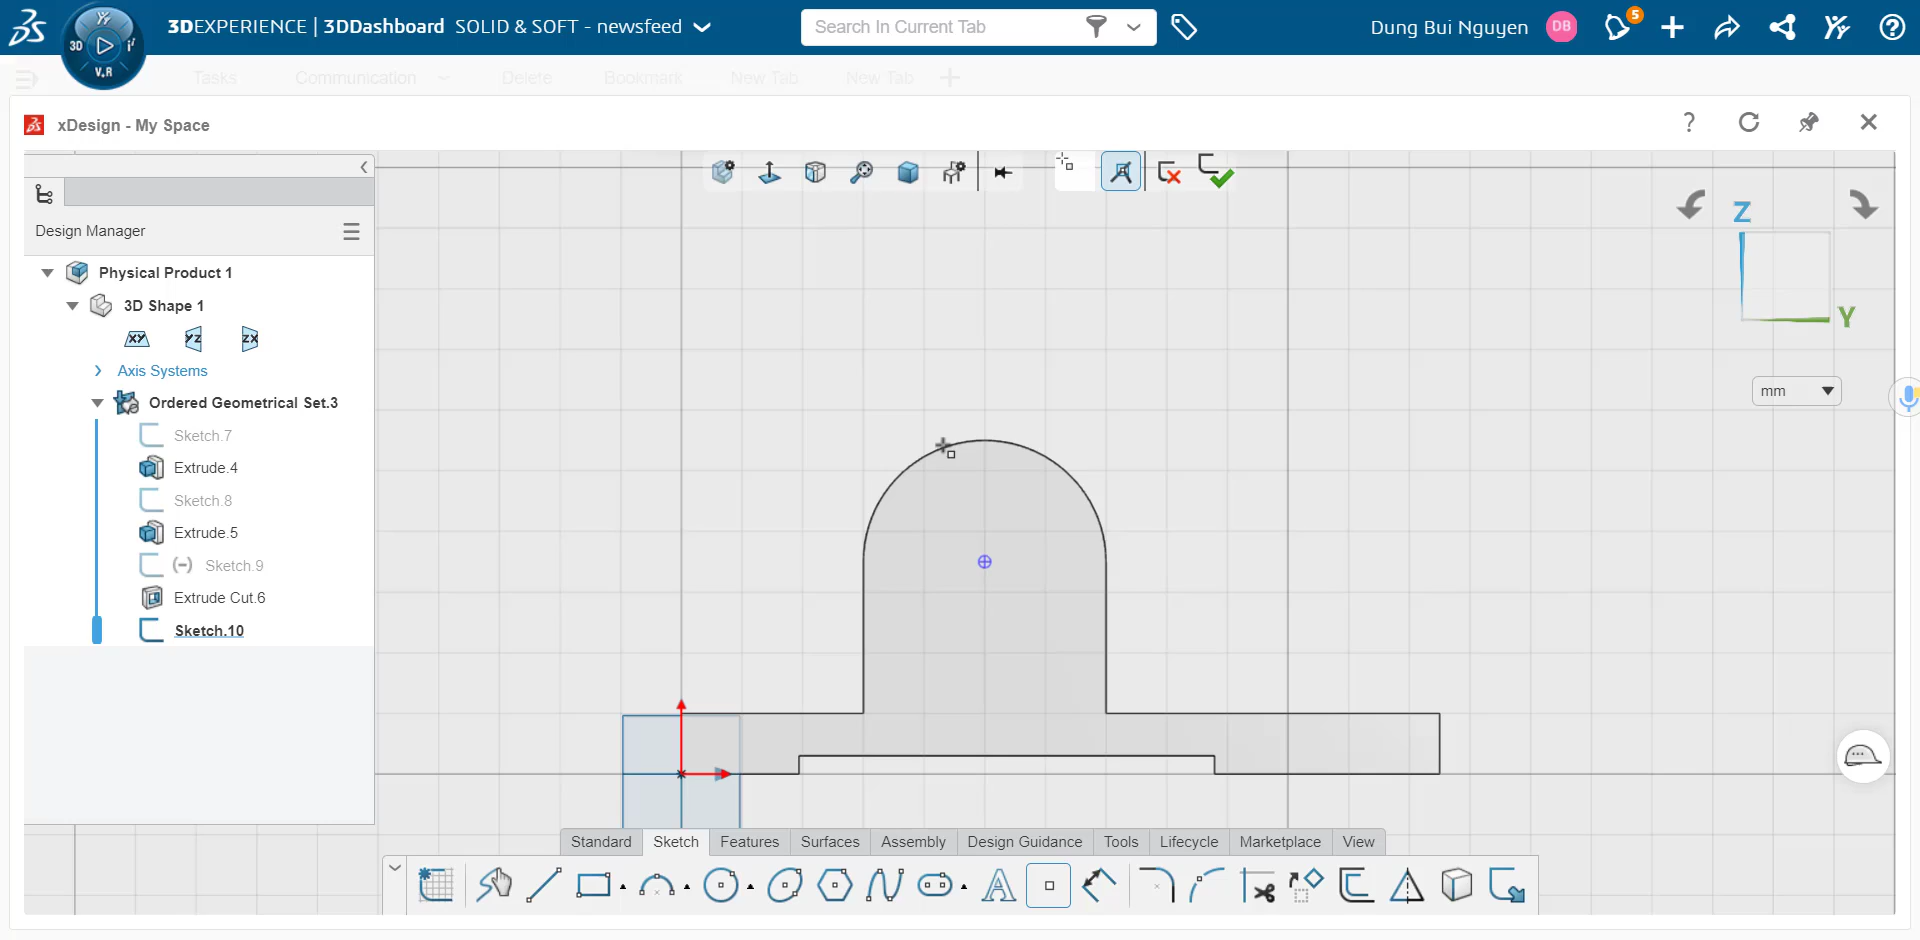 3DEXPERIENCE | 3DDashboard SOLID & SOFT - newsfeed
Search In Current Tab
Dung Bui Nguyen DB 5
3D V.R
Tasks Communication Delete Bookmark New Tab New Tab
xDesign - My Space
Design Manager
Physical Product 1
3D Shape 1
XY YZ ZX
Axis Systems
Ordered Geometrical Set.3
Sketch.7
Extrude.4
Sketch.8
Extrude.5
(-) Sketch.9
Extrude Cut.6
Sketch.10
Z
Y
mm
Standard Sketch Features Surfaces Assembly Design Guidance Tools Lifecycle Marketplace View